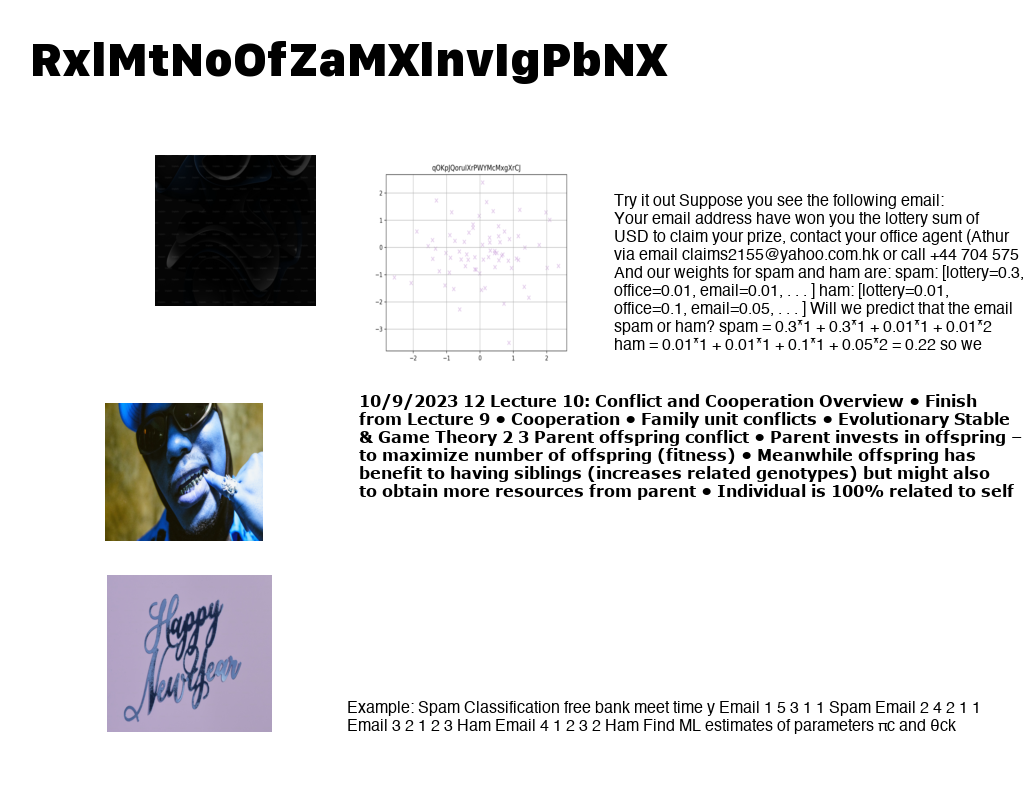 RxlMtNoOfZaMXlnvIgPbNX
qOKpJQoruIXrPWYMcMxgXrCJ
2
1
0
−1
−2
−3
−2 −1 0 1 2
Try it out Suppose you see the following email:
Your email address have won you the lottery sum of
USD to claim your prize, contact your office agent (Athur
via email claims2155@yahoo.com.hk or call +44 704 575
And our weights for spam and ham are: spam: [lottery=0.3,
office=0.01, email=0.01, . . . ] ham: [lottery=0.01,
office=0.1, email=0.05, . . . ] Will we predict that the email
spam or ham? spam = 0.3*1 + 0.3*1 + 0.01*1 + 0.01*2
ham = 0.01*1 + 0.01*1 + 0.1*1 + 0.05*2 = 0.22 so we
10/9/2023 12 Lecture 10: Conflict and Cooperation Overview • Finish
from Lecture 9 • Cooperation • Family unit conflicts • Evolutionary Stable
& Game Theory 2 3 Parent offspring conflict • Parent invests in offspring –
to maximize number of offspring (fitness) • Meanwhile offspring has
benefit to having siblings (increases related genotypes) but might also
to obtain more resources from parent • Individual is 100% related to self
Happy
New Year
Example: Spam Classification free bank meet time y Email 1 5 3 1 1 Spam Email 2 4 2 1 1
Email 3 2 1 2 3 Ham Email 4 1 2 3 2 Ham Find ML estimates of parameters πc and θck